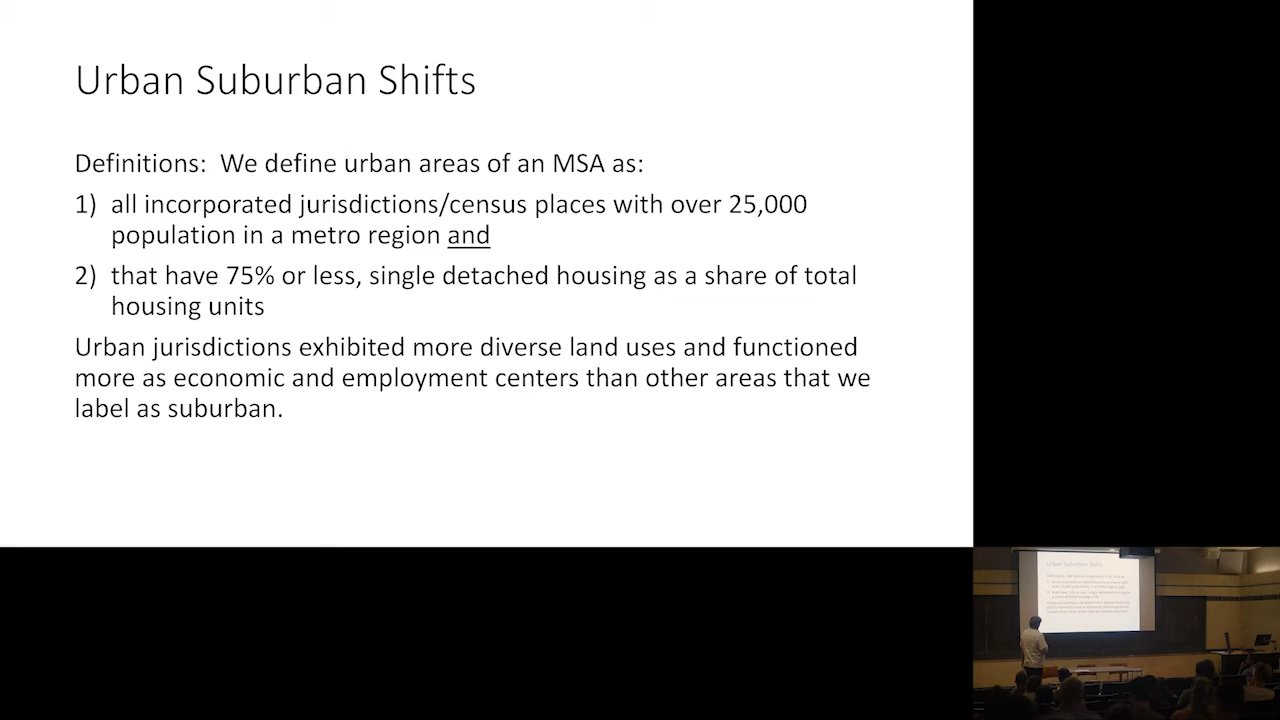 Urban Suburban Shifts
Definitions: We define urban areas of an MSA as:
1) all incorporated jurisdictions/census places with over 25,000
population in a metro region and
2) that have 75% or less, single detached housing as a share of total
housing units
Urban jurisdictions exhibited more diverse land uses and functioned
more as economic and employment centers than other areas that we
label as suburban.
Urban Suburban Shifts